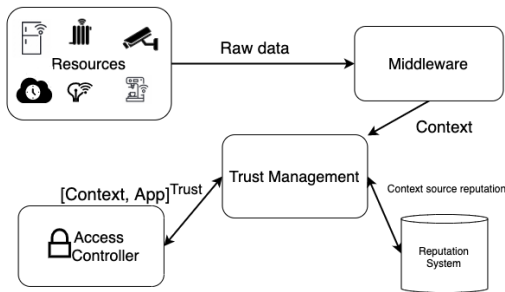 Resources
Raw data
Middleware
Context
Trust Management
[Context, App]Trust
Context source reputation
Access
Controller
Reputation
System